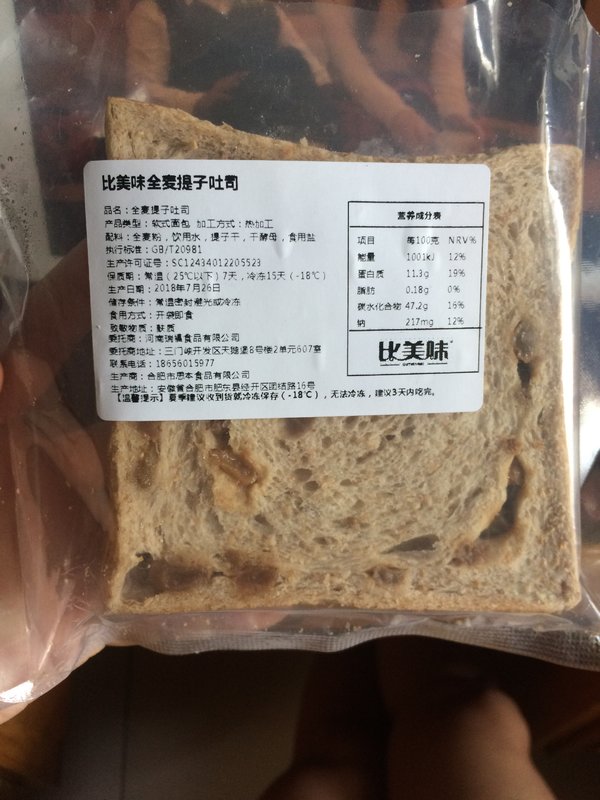 比美味全麦提子吐司
品名：全麦提子吐司
产品类型：软式面包 加工方式：热加工
配料：全麦粉，饮用水，提子干，干酵母，食用盐
执行标准：GB/T20981
生产许可证号：SC12434012205523
保质期：常温（25℃以下）7天，冷冻15天（-18℃）
生产日期：2018年7月26日
储存条件：常温密封避光或冷冻
食用方式：开袋即食
致敏物质：麸质
委托商：河南瑞禧食品有限公司
委托商地址：三门峡开发区天鹅堡8号楼2单元607室
联系电话：18656015977
生产商：合肥市思本食品有限公司
生产地址：安徽省合肥市肥东县经开区团结路16号
【温馨提示】夏季建议收到货就冷冻保存（-18℃），无法冷冻，建议3天内吃完。
营养成分表
项目 每100克 NRV%
能量 1001kJ 12%
蛋白质 11.3g 19%
脂肪 0.18g 0%
碳水化合物 47.2g 16%
钠 217mg 12%
比美味